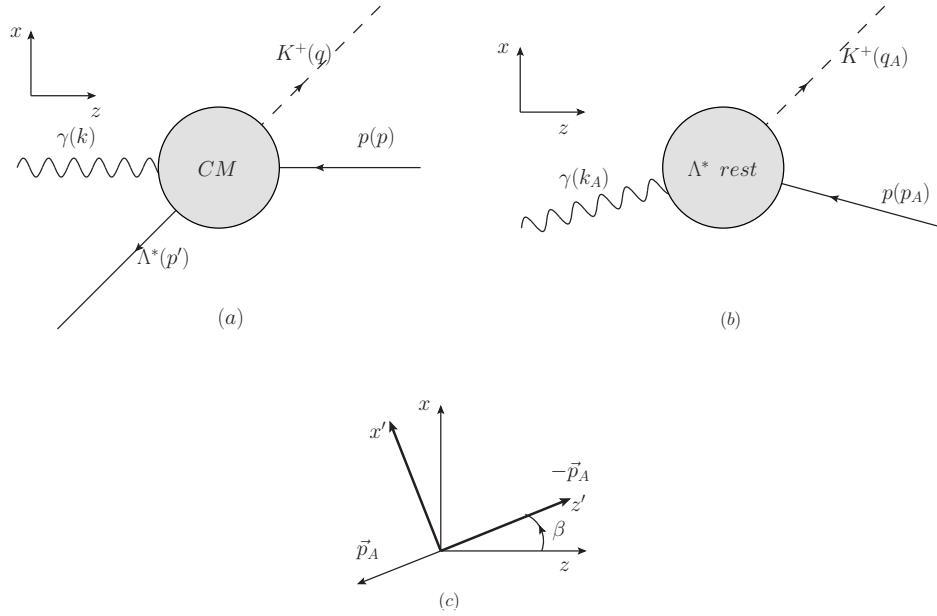 x
z
K⁺(q)
γ(k)
p(p)
CM
Λ*(p′)
(a)
x
z
K⁺(q_A)
γ(k_A)
Λ* rest
p(p_A)
(b)
x
x′
−p⃗_A
z′
β
p⃗_A
z
(c)